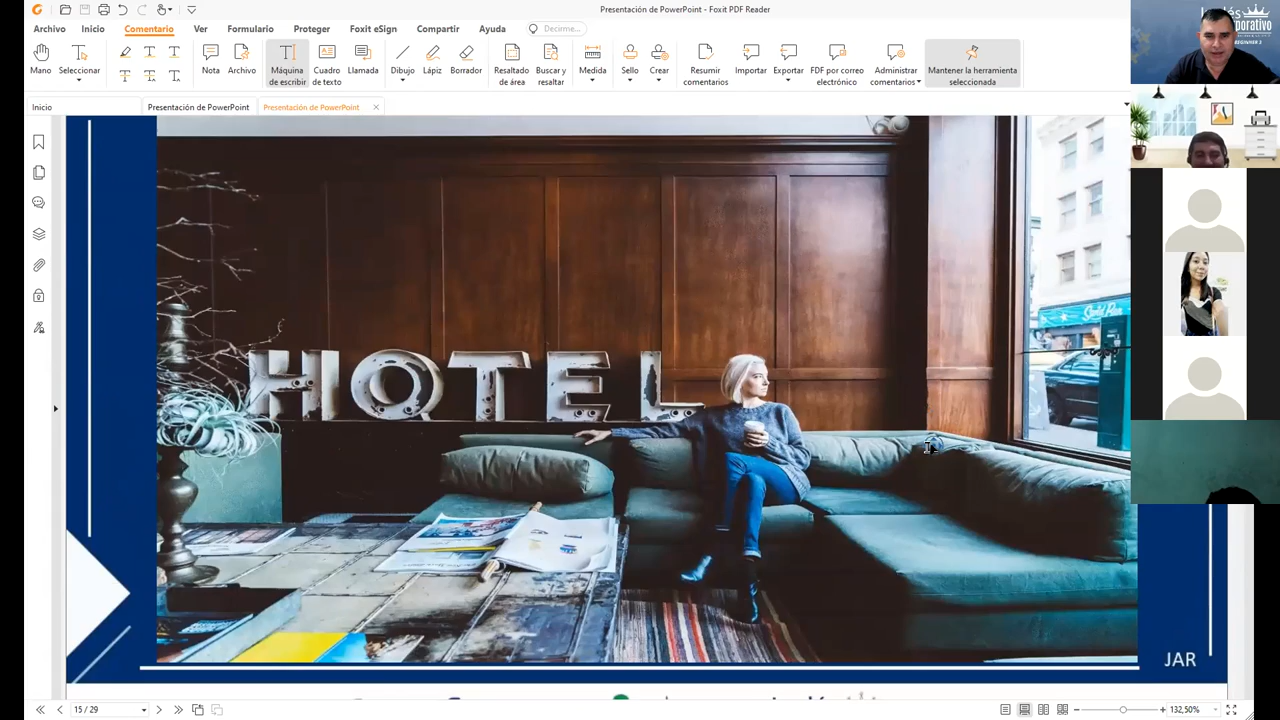 Presentación de PowerPoint - Foxit PDF Reader
Archivo Inicio Comentario Ver Formulario Proteger Foxit eSign Compartir Ayuda Decirme...
Mano Seleccionar Nota Archivo Máquina de escribir Cuadro de texto Llamada Dibujo Lápiz Borrador Resaltado de área Buscar y resaltar Medida Sello Crear Resumir comentarios Importar Exportar PDF por correo electrónico Administrar comentarios Mantener la herramienta seleccionada
Inicio Presentación de PowerPoint Presentación de PowerPoint
HOTEL
JAR
15 / 29
132,50%